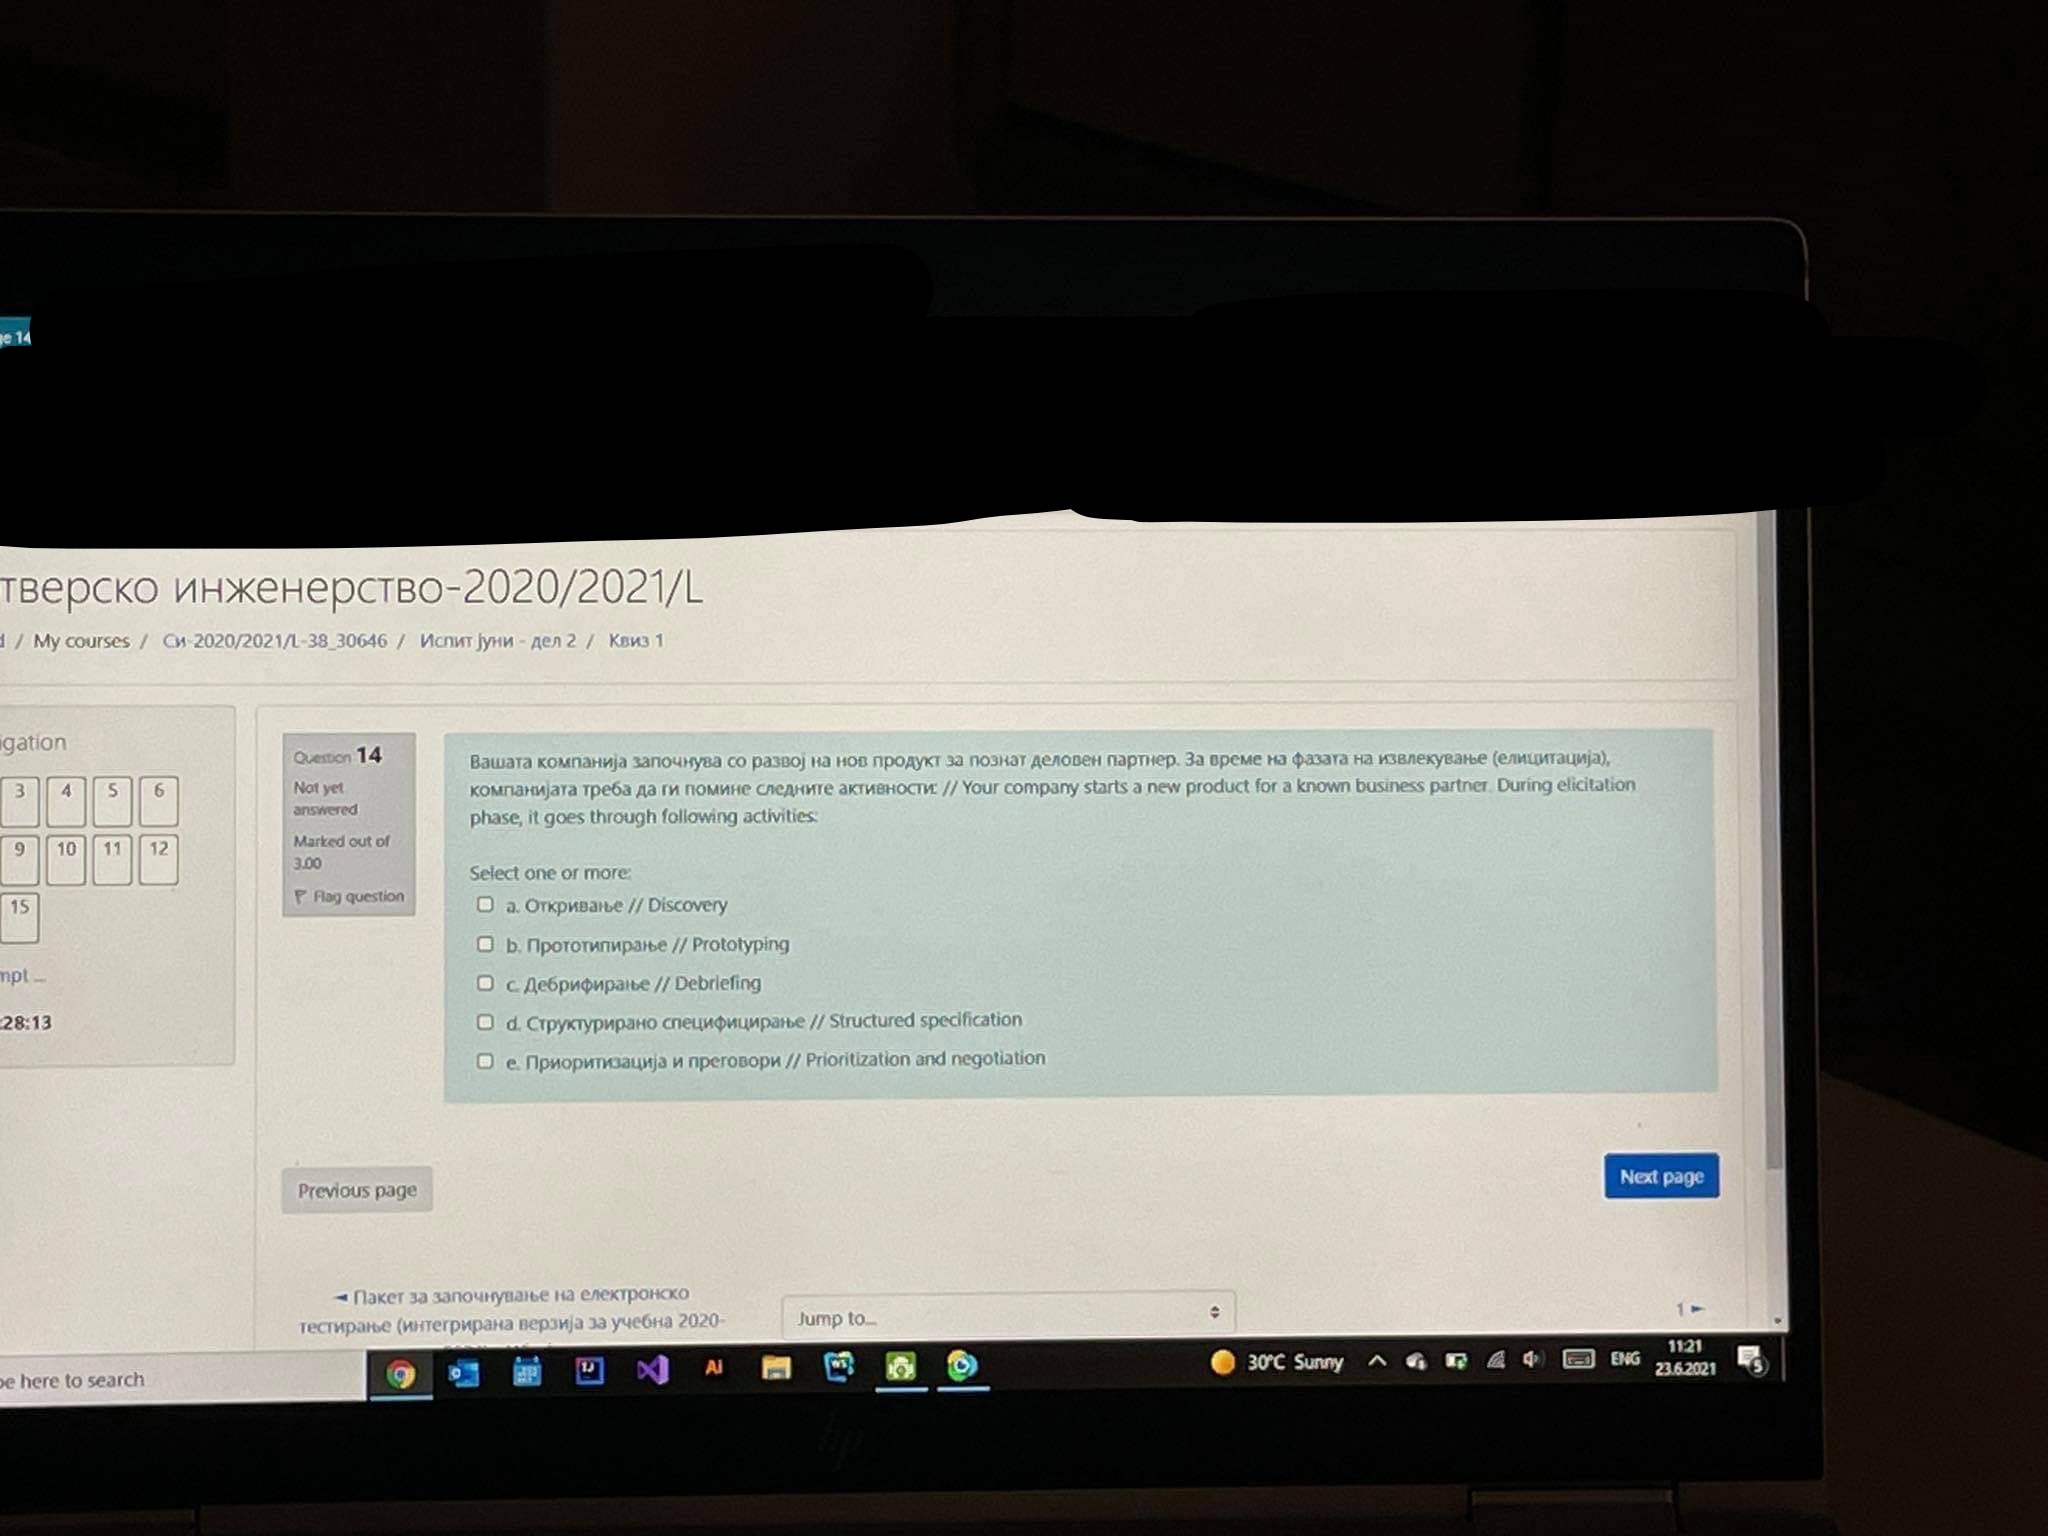 тверско инженерство-2020/2021/L
/ My courses / Си-2020/2021/L-38_30646 / Испит јуни - дел 2 / Квиз 1
3 4 5 6
9 10 11 12
15
28:13
Question 14
Not yet
answered
Marked out of
3.00
Flag question
Вашата компанија започнува со развој на нов продукт за познат деловен партнер. За време на фазата на извлекување (елицитација),
компанијата треба да ги помине следните активности: // Your company starts a new product for a known business partner. During elicitation
phase, it goes through following activities:
Select one or more:
a. Откривање // Discovery
b. Прототипирање // Prototyping
c. Дебрифирање // Debriefing
d. Структурирано специфицирање // Structured specification
e. Приоритизација и преговори // Prioritization and negotiation
Previous page
Next page
◄ Пакет за започнување на електронско
тестирање (интегрирана верзија за учебна 2020-
Jump to...
1 ►
here to search
Ai
30°C Sunny
ENG
11:21
23.6.2021
5
hp